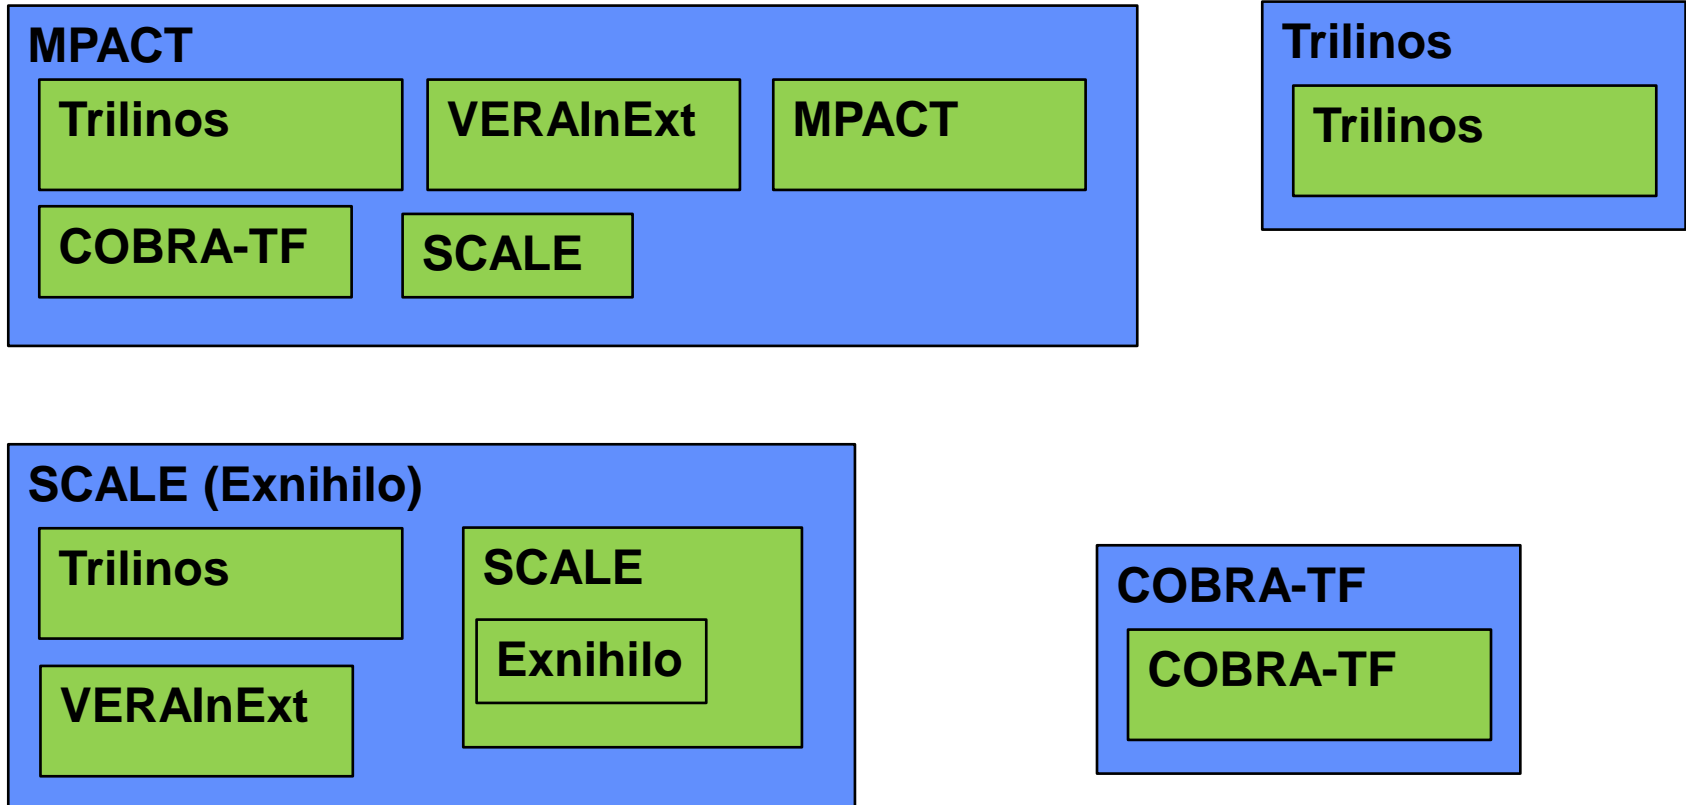 MPACT
Trilinos
VERAInExt
MPACT
COBRA-TF
SCALE
Trilinos
Trilinos
SCALE (Exnihilo)
Trilinos
SCALE
Exnihilo
VERAInExt
COBRA-TF
COBRA-TF